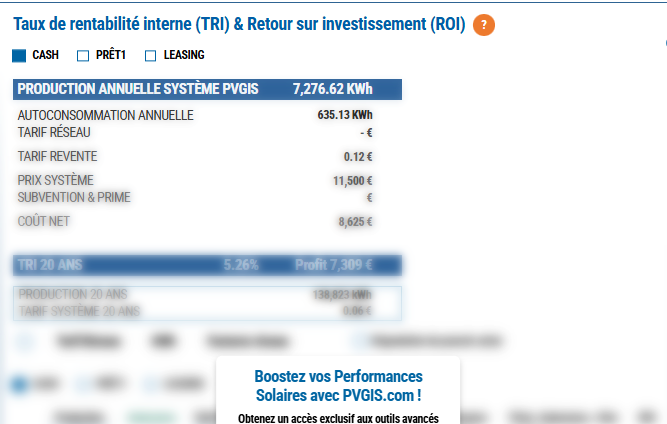 Taux de rentabilité interne (TRI) & Retour sur investissement (ROI) ?
CASH PRÊT1 LEASING
PRODUCTION ANNUELLE SYSTÈME PVGIS 7,276.62 KWh
AUTOCONSOMMATION ANNUELLE 635.13 KWh
TARIF RÉSEAU - €
TARIF REVENTE 0.12 €
PRIX SYSTÈME 11,500 €
SUBVENTION & PRIME €
COÛT NET 8,625 €
TRI 20 ANS 5.26% Profit 7,309 €
PRODUCTION 20 ANS 138,823 kWh
TARIF SYSTÈME 20 ANS 0.06 €
Boostez vos Performances
Solaires avec PVGIS.com !
Obtenez un accès exclusif aux outils avancés